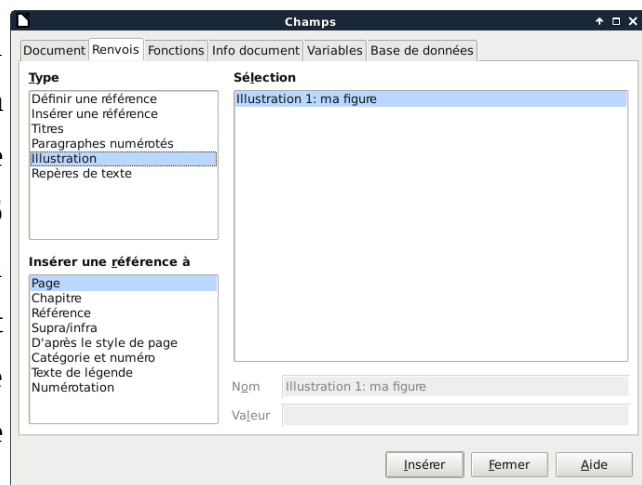 Champs
Document Renvois Fonctions Info document Variables Base de données
Type
Définir une référence
Insérer une référence
Titres
Paragraphes numérotés
Illustration
Repères de texte
Sélection
Illustration 1: ma figure
Insérer une référence à
Page
Chapitre
Référence
Supra/infra
D'après le style de page
Catégorie et numéro
Texte de légende
Numérotation
Nom Illustration 1: ma figure
Valeur
Insérer Fermer Aide